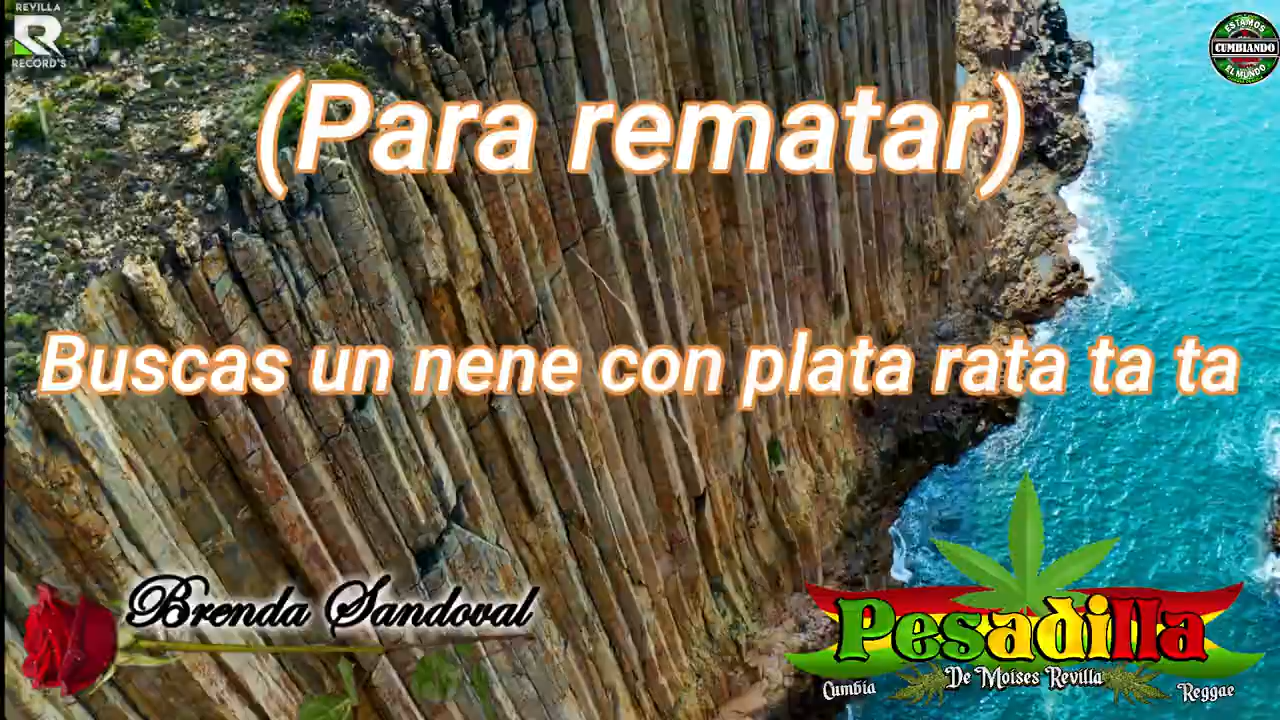 REVILLA
R
RECORD'S
ESTAMOS
CUMBIANDO
EL MUNDO
(Para rematar)
Buscas un nene con plata rata ta ta
Brenda Sandoval
Pesadilla
De Moises Revilla
Cumbia
Reggae